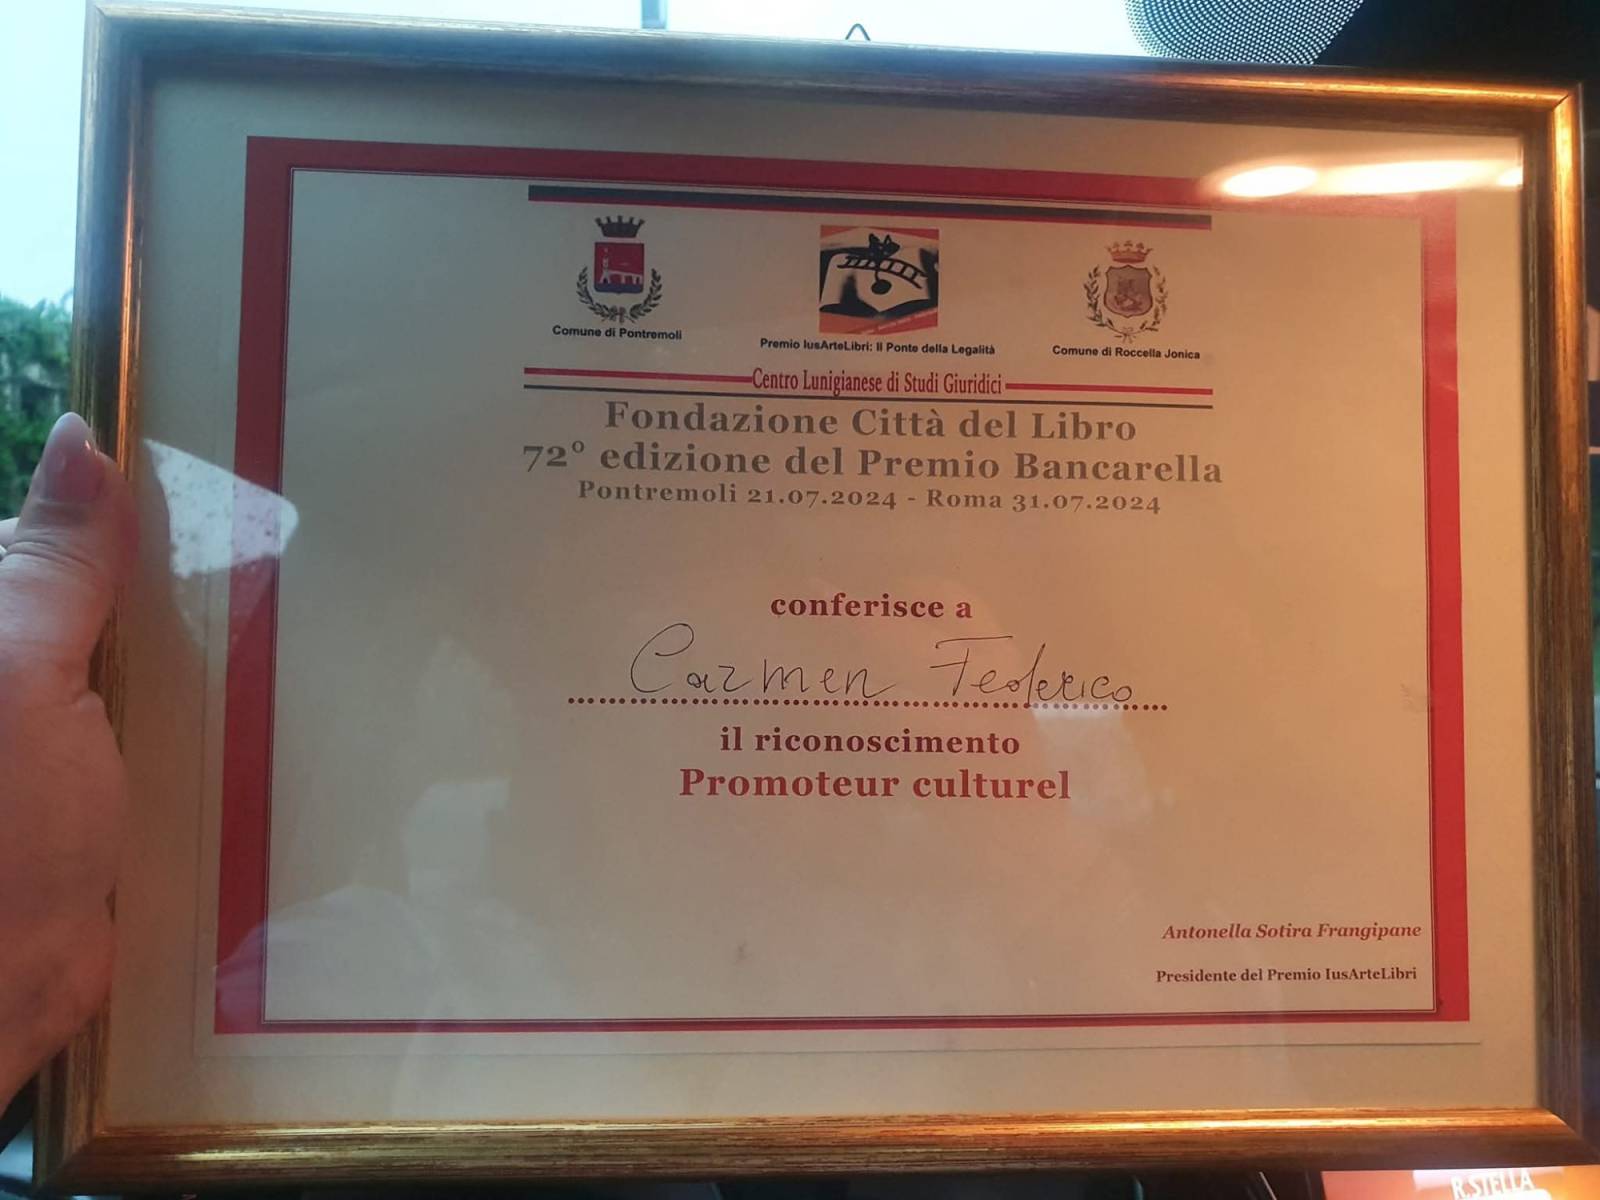 Comune di Pontremoli
Premio IusArteLibri: Il Ponte della Legalità
Comune di Roccella Jonica
Centro Lunigianese di Studi Giuridici
Fondazione Città del Libro
72° edizione del Premio Bancarella
Pontremoli 21.07.2024 - Roma 31.07.2024
conferisce a
Carmen Federico
il riconoscimento
Promoteur culturel
Antonella Sotira Frangipane
Presidente del Premio IusArteLibri
R.STELLA